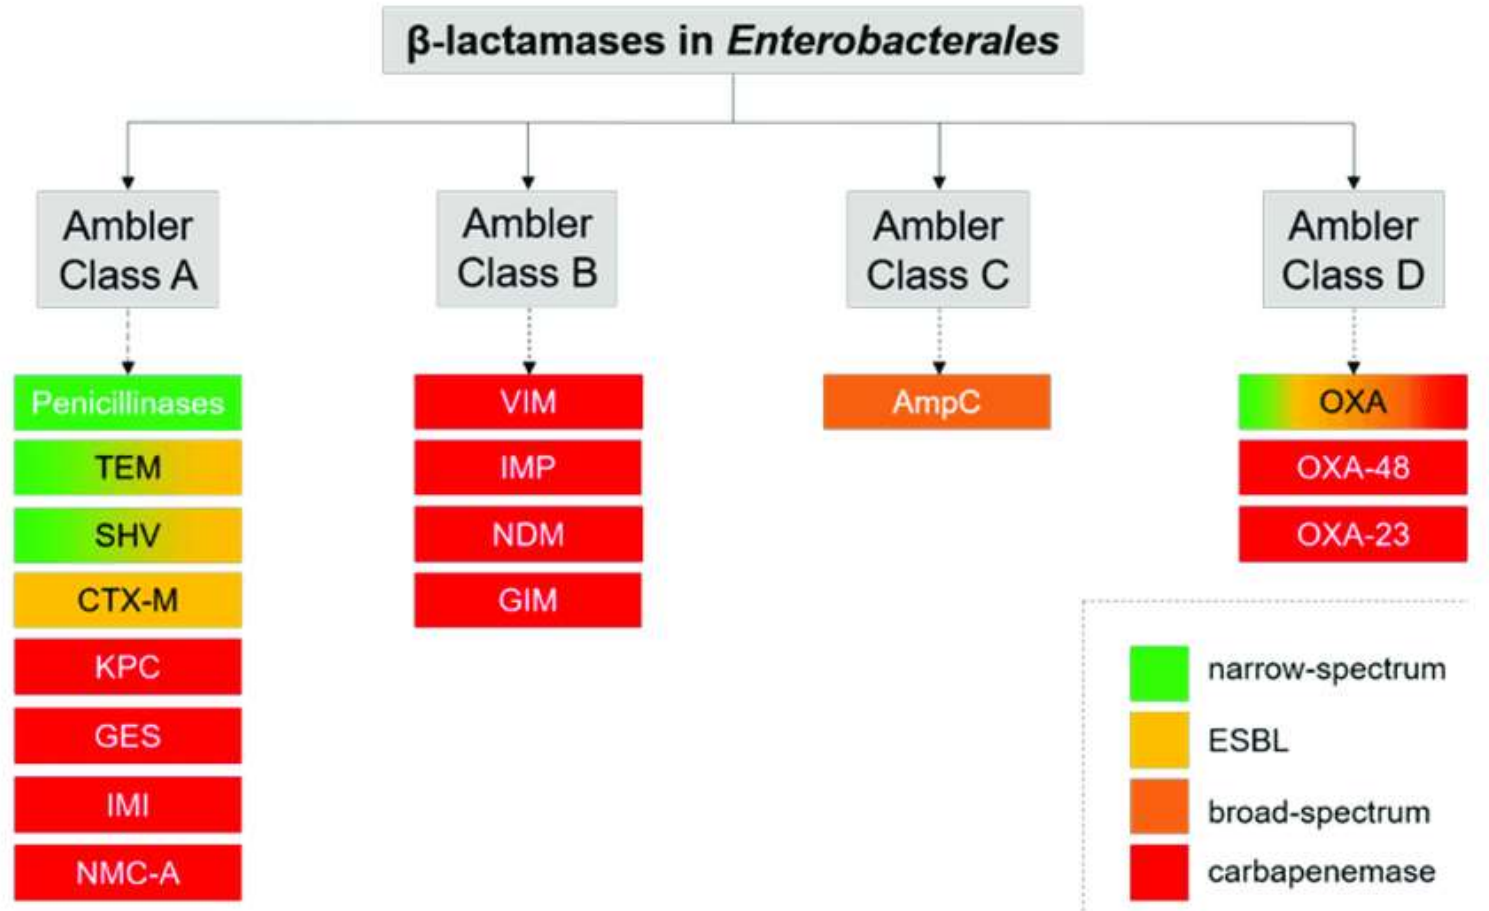 β-lactamases in Enterobacterales
Ambler
Class A
Ambler
Class B
Ambler
Class C
Ambler
Class D
Penicillinases
TEM
SHV
CTX-M
KPC
GES
IMI
NMC-A
VIM
IMP
NDM
GIM
AmpC
OXA
OXA-48
OXA-23
narrow-spectrum
ESBL
broad-spectrum
carbapenemase